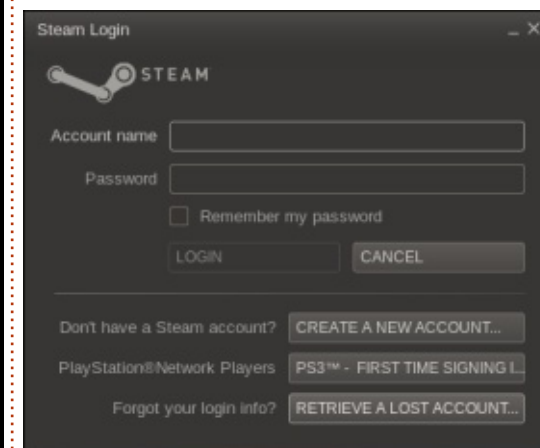 Steam Login
STEAM
Account name
Password
Remember my password
LOGIN CANCEL
Don't have a Steam account? CREATE A NEW ACCOUNT...
PlayStation®Network Players PS3™ - FIRST TIME SIGNING I...
Forgot your login info? RETRIEVE A LOST ACCOUNT...